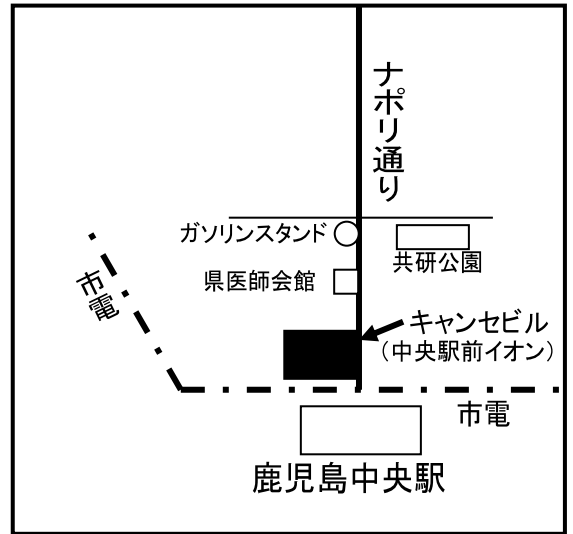 ナポリ通り
ガソリンスタンド
共研公園
県医師会館
市電
キャンセビル
（中央駅前イオン）
市電
鹿児島中央駅